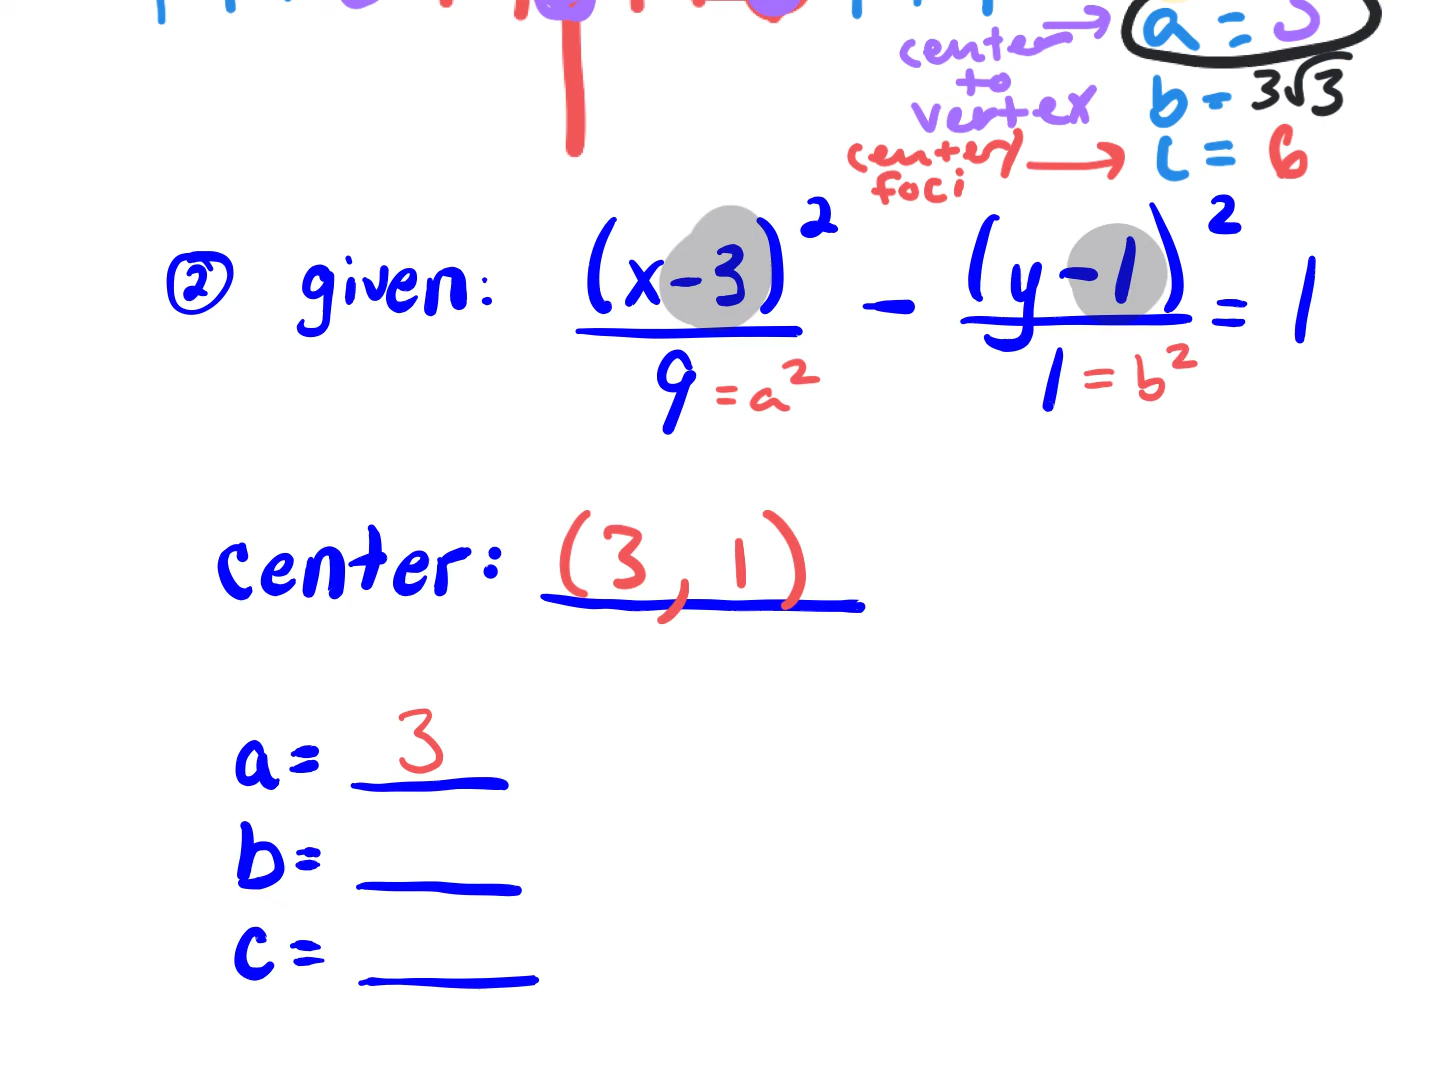 center → a = 3
to
vertex b = 3√3
center/ → c = 6
foci
② given: (x-3)²/9 - (y-1)²/1 = 1
= a² = b²
center: (3, 1)
a = 3
b =
c =